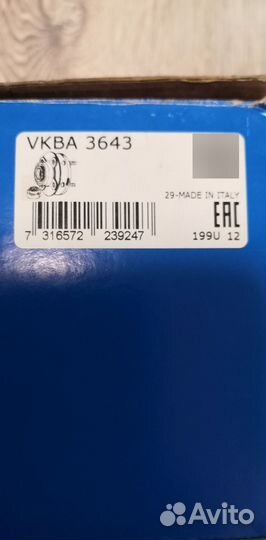 VKBA 3643
29-MADE IN ITALY
EAC
7 316572 239247
199U 12
Avito